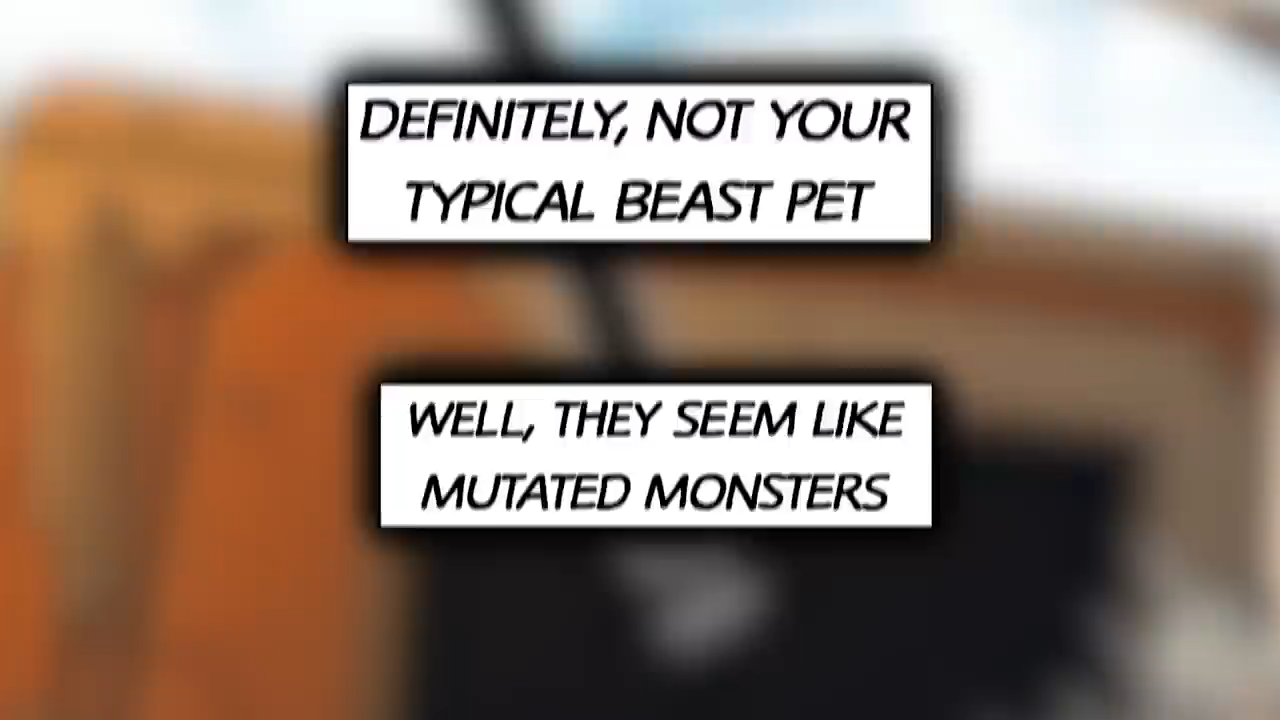 DEFINITELY, NOT YOUR
TYPICAL BEAST PET
WELL, THEY SEEM LIKE
MUTATED MONSTERS